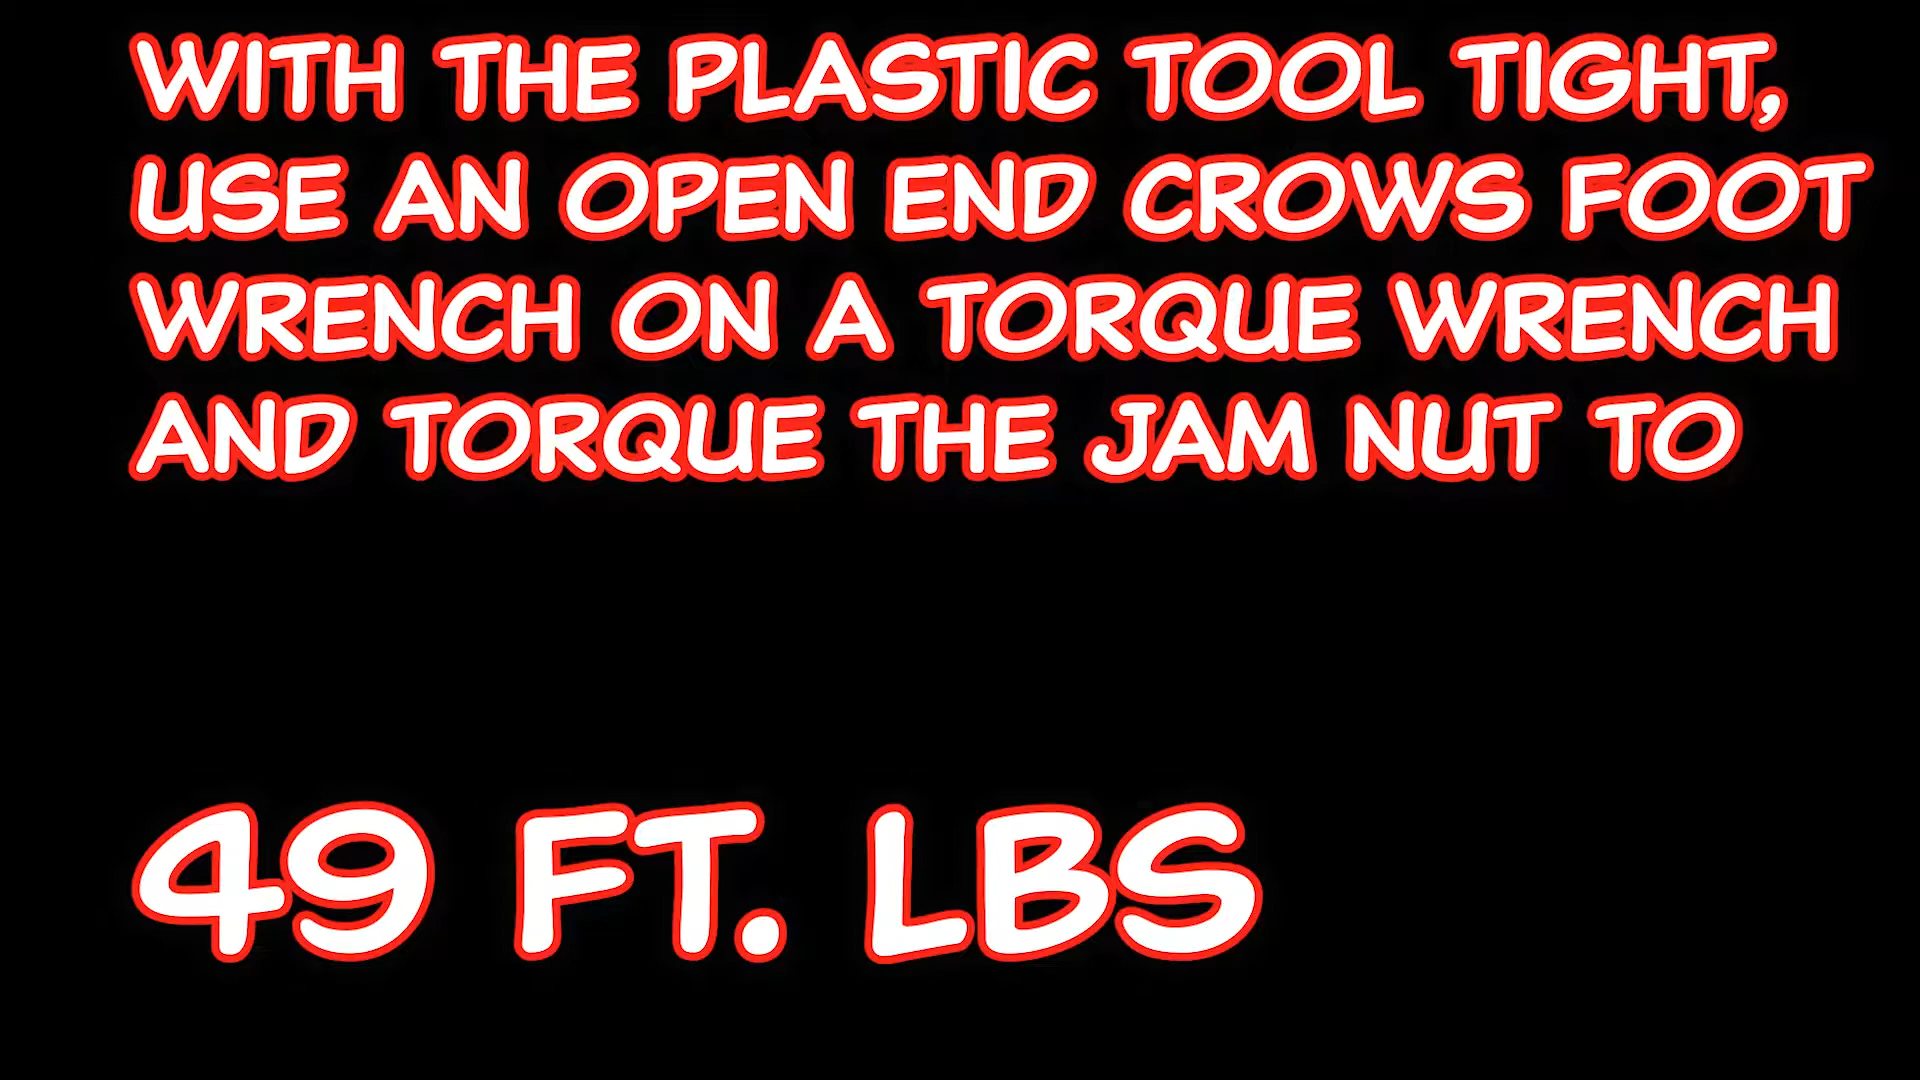 WITH THE PLASTIC TOOL TIGHT,
USE AN OPEN END CROWS FOOT
WRENCH ON A TORQUE WRENCH
AND TORQUE THE JAM NUT TO
49 FT. LBS